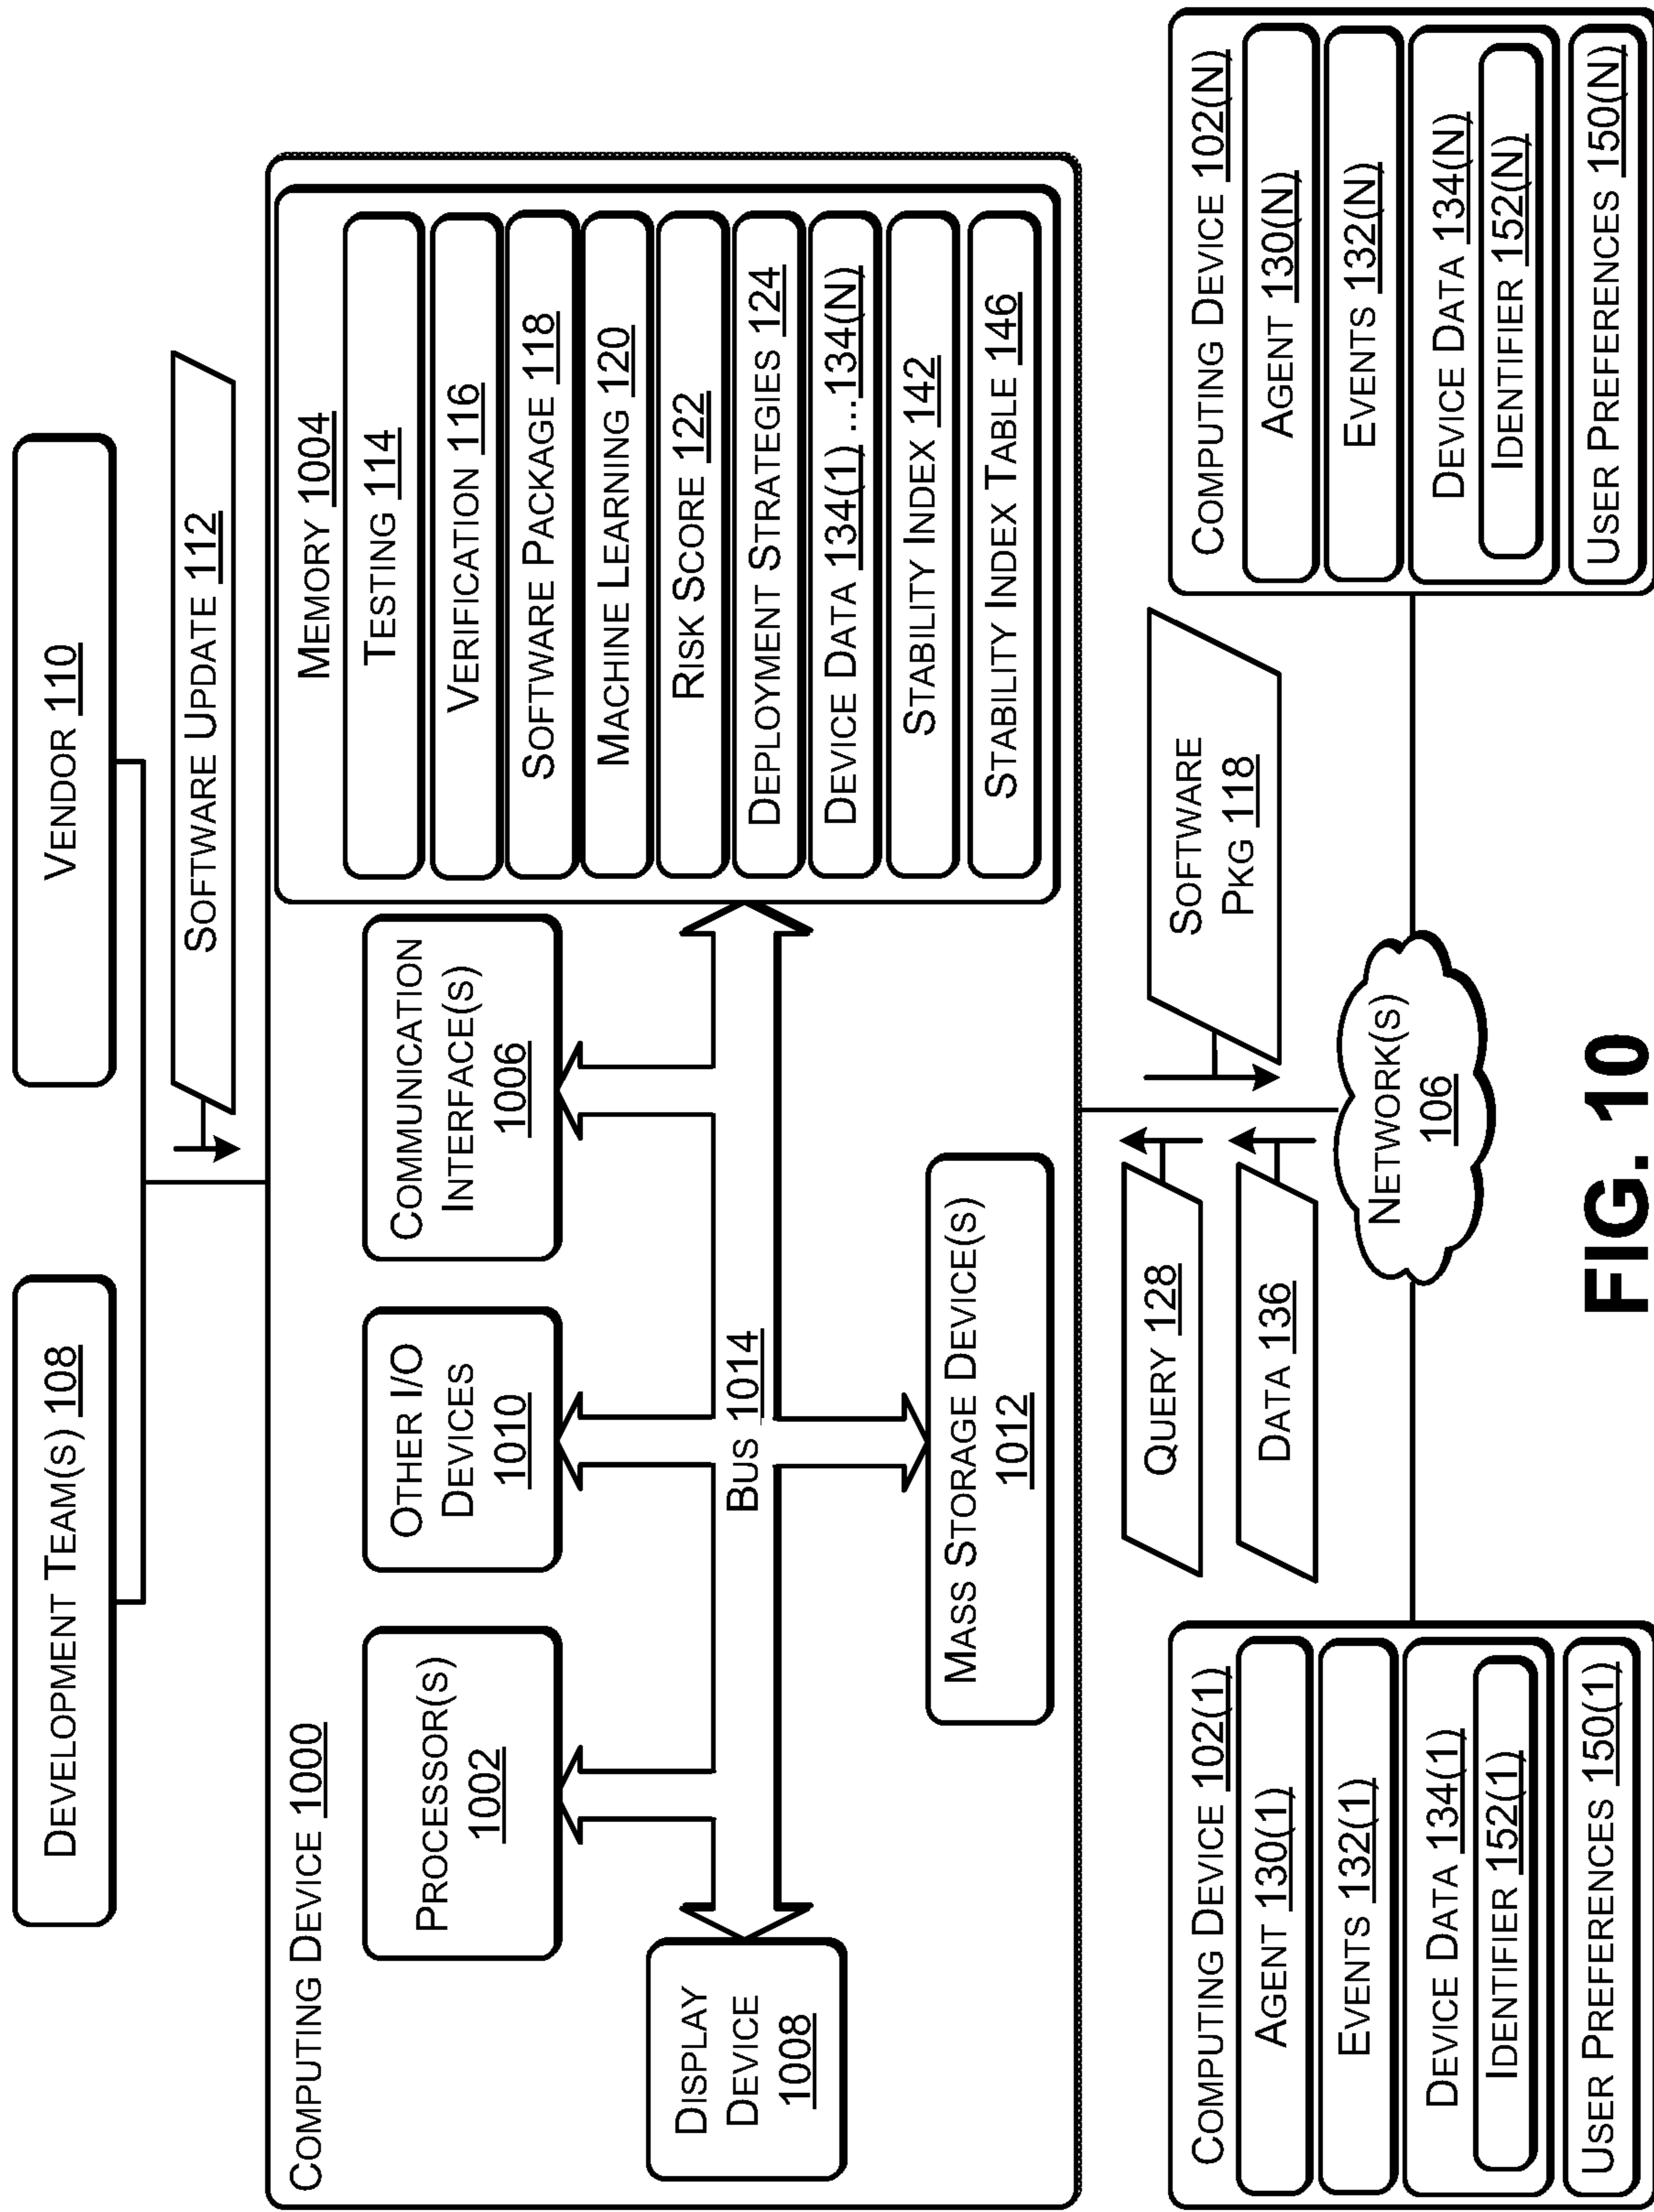 DEVELOPMENT TEAM(S) 108
VENDOR 110
SOFTWARE UPDATE 112
COMPUTING DEVICE 1000
PROCESSOR(S)
1002
OTHER I/O
DEVICES
1010
COMMUNICATION
INTERFACE(S)
1006
DISPLAY
DEVICE
1008
BUS 1014
MASS STORAGE DEVICE(S)
1012
MEMORY 1004
TESTING 114
VERIFICATION 116
SOFTWARE PACKAGE 118
MACHINE LEARNING 120
RISK SCORE 122
DEPLOYMENT STRATEGIES 124
DEVICE DATA 134(1) ...134(N)
STABILITY INDEX 142
STABILITY INDEX TABLE 146
QUERY 128
DATA 136
SOFTWARE
PKG 118
NETWORK(S)
106
COMPUTING DEVICE 102(1)
AGENT 130(1)
EVENTS 132(1)
DEVICE DATA 134(1)
IDENTIFIER 152(1)
USER PREFERENCES 150(1)
COMPUTING DEVICE 102(N)
AGENT 130(N)
EVENTS 132(N)
DEVICE DATA 134(N)
IDENTIFIER 152(N)
USER PREFERENCES 150(N)
FIG. 10